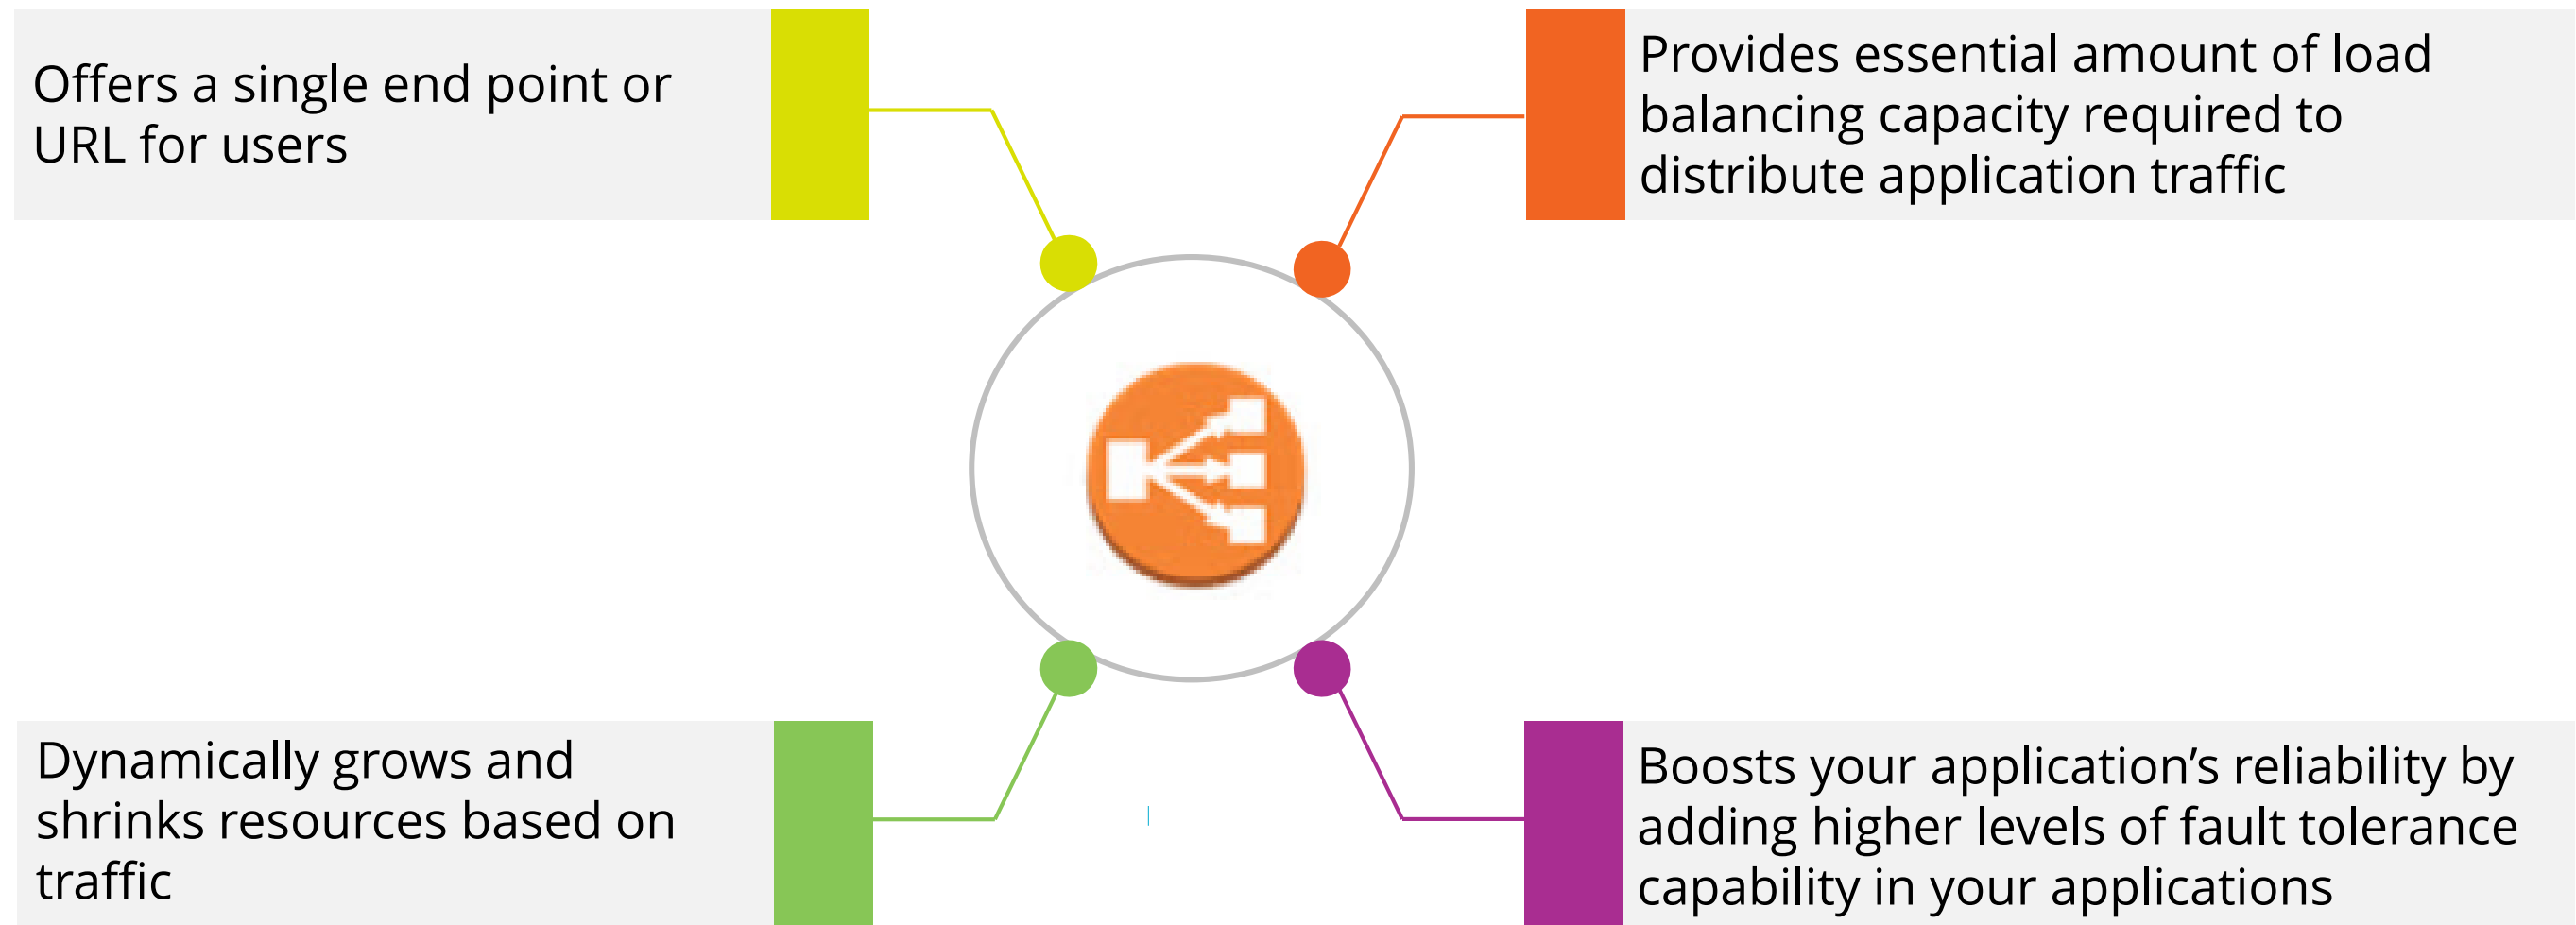 Offers a single end point or
URL for users
Provides essential amount of load
balancing capacity required to
distribute application traffic
Dynamically grows and
shrinks resources based on
traffic
Boosts your application’s reliability by
adding higher levels of fault tolerance
capability in your applications